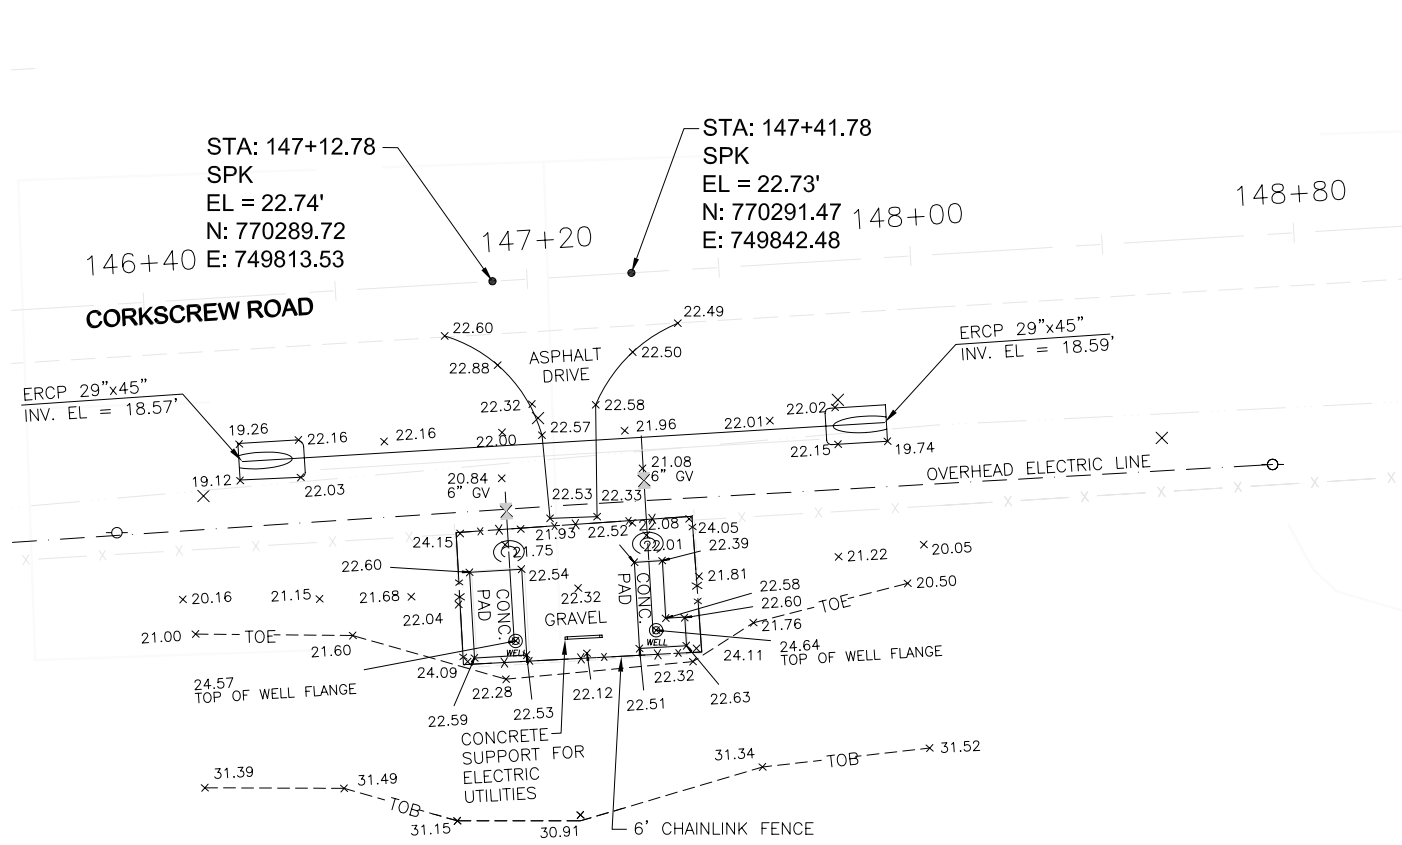 STA: 147+12.78
SPK
EL = 22.74'
N: 770289.72
E: 749813.53
STA: 147+41.78
SPK
EL = 22.73'
N: 770291.47
E: 749842.48
146+40
147+20
148+00
148+80
CORKSCREW ROAD
22.60
22.49
22.88
ASPHALT
DRIVE
22.50
ERCP 29"x45"
INV. EL = 18.59'
ERCP 29"x45"
INV. EL = 18.57'
22.32
22.58
22.02
19.26
22.16
22.16
22.00
22.57
21.96
22.01
22.15
19.74
19.12
22.03
20.84
6" GV
21.08
6" GV
OVERHEAD ELECTRIC LINE
22.53
22.33
24.15
21.93
22.52
22.08
24.05
21.75
22.01
22.39
21.22
20.05
22.60
22.54
21.81
20.50
20.16
21.15
21.68
22.04
CONC.
PAD
22.32
GRAVEL
CONC.
PAD
22.58
22.60
TOE
21.76
21.00
TOE
21.60
WELL
WELL
24.64
TOP OF WELL FLANGE
24.57
TOP OF WELL FLANGE
24.09
22.28
22.12
22.32
24.11
22.59
22.53
22.51
22.63
CONCRETE
SUPPORT FOR
ELECTRIC
UTILITIES
31.39
31.49
TOB
31.15
30.91
31.34
TOB
31.52
6' CHAINLINK FENCE